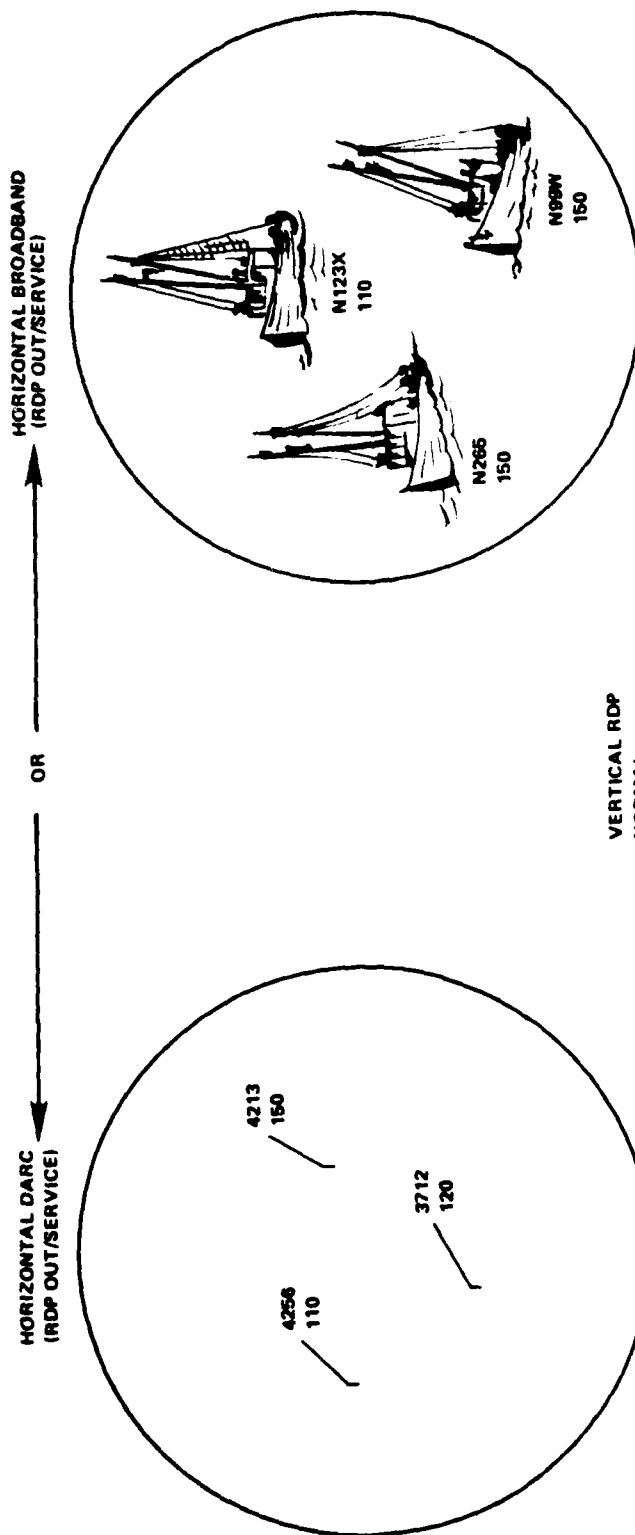 HORIZONTAL DARC
(RDP OUT/SERVICE)
OR
HORIZONTAL BROADBAND
(RDP OUT/SERVICE)
4213
150
4256
110
3712
120
N123X
110
N265
150
N99W
150
VERTICAL RDP